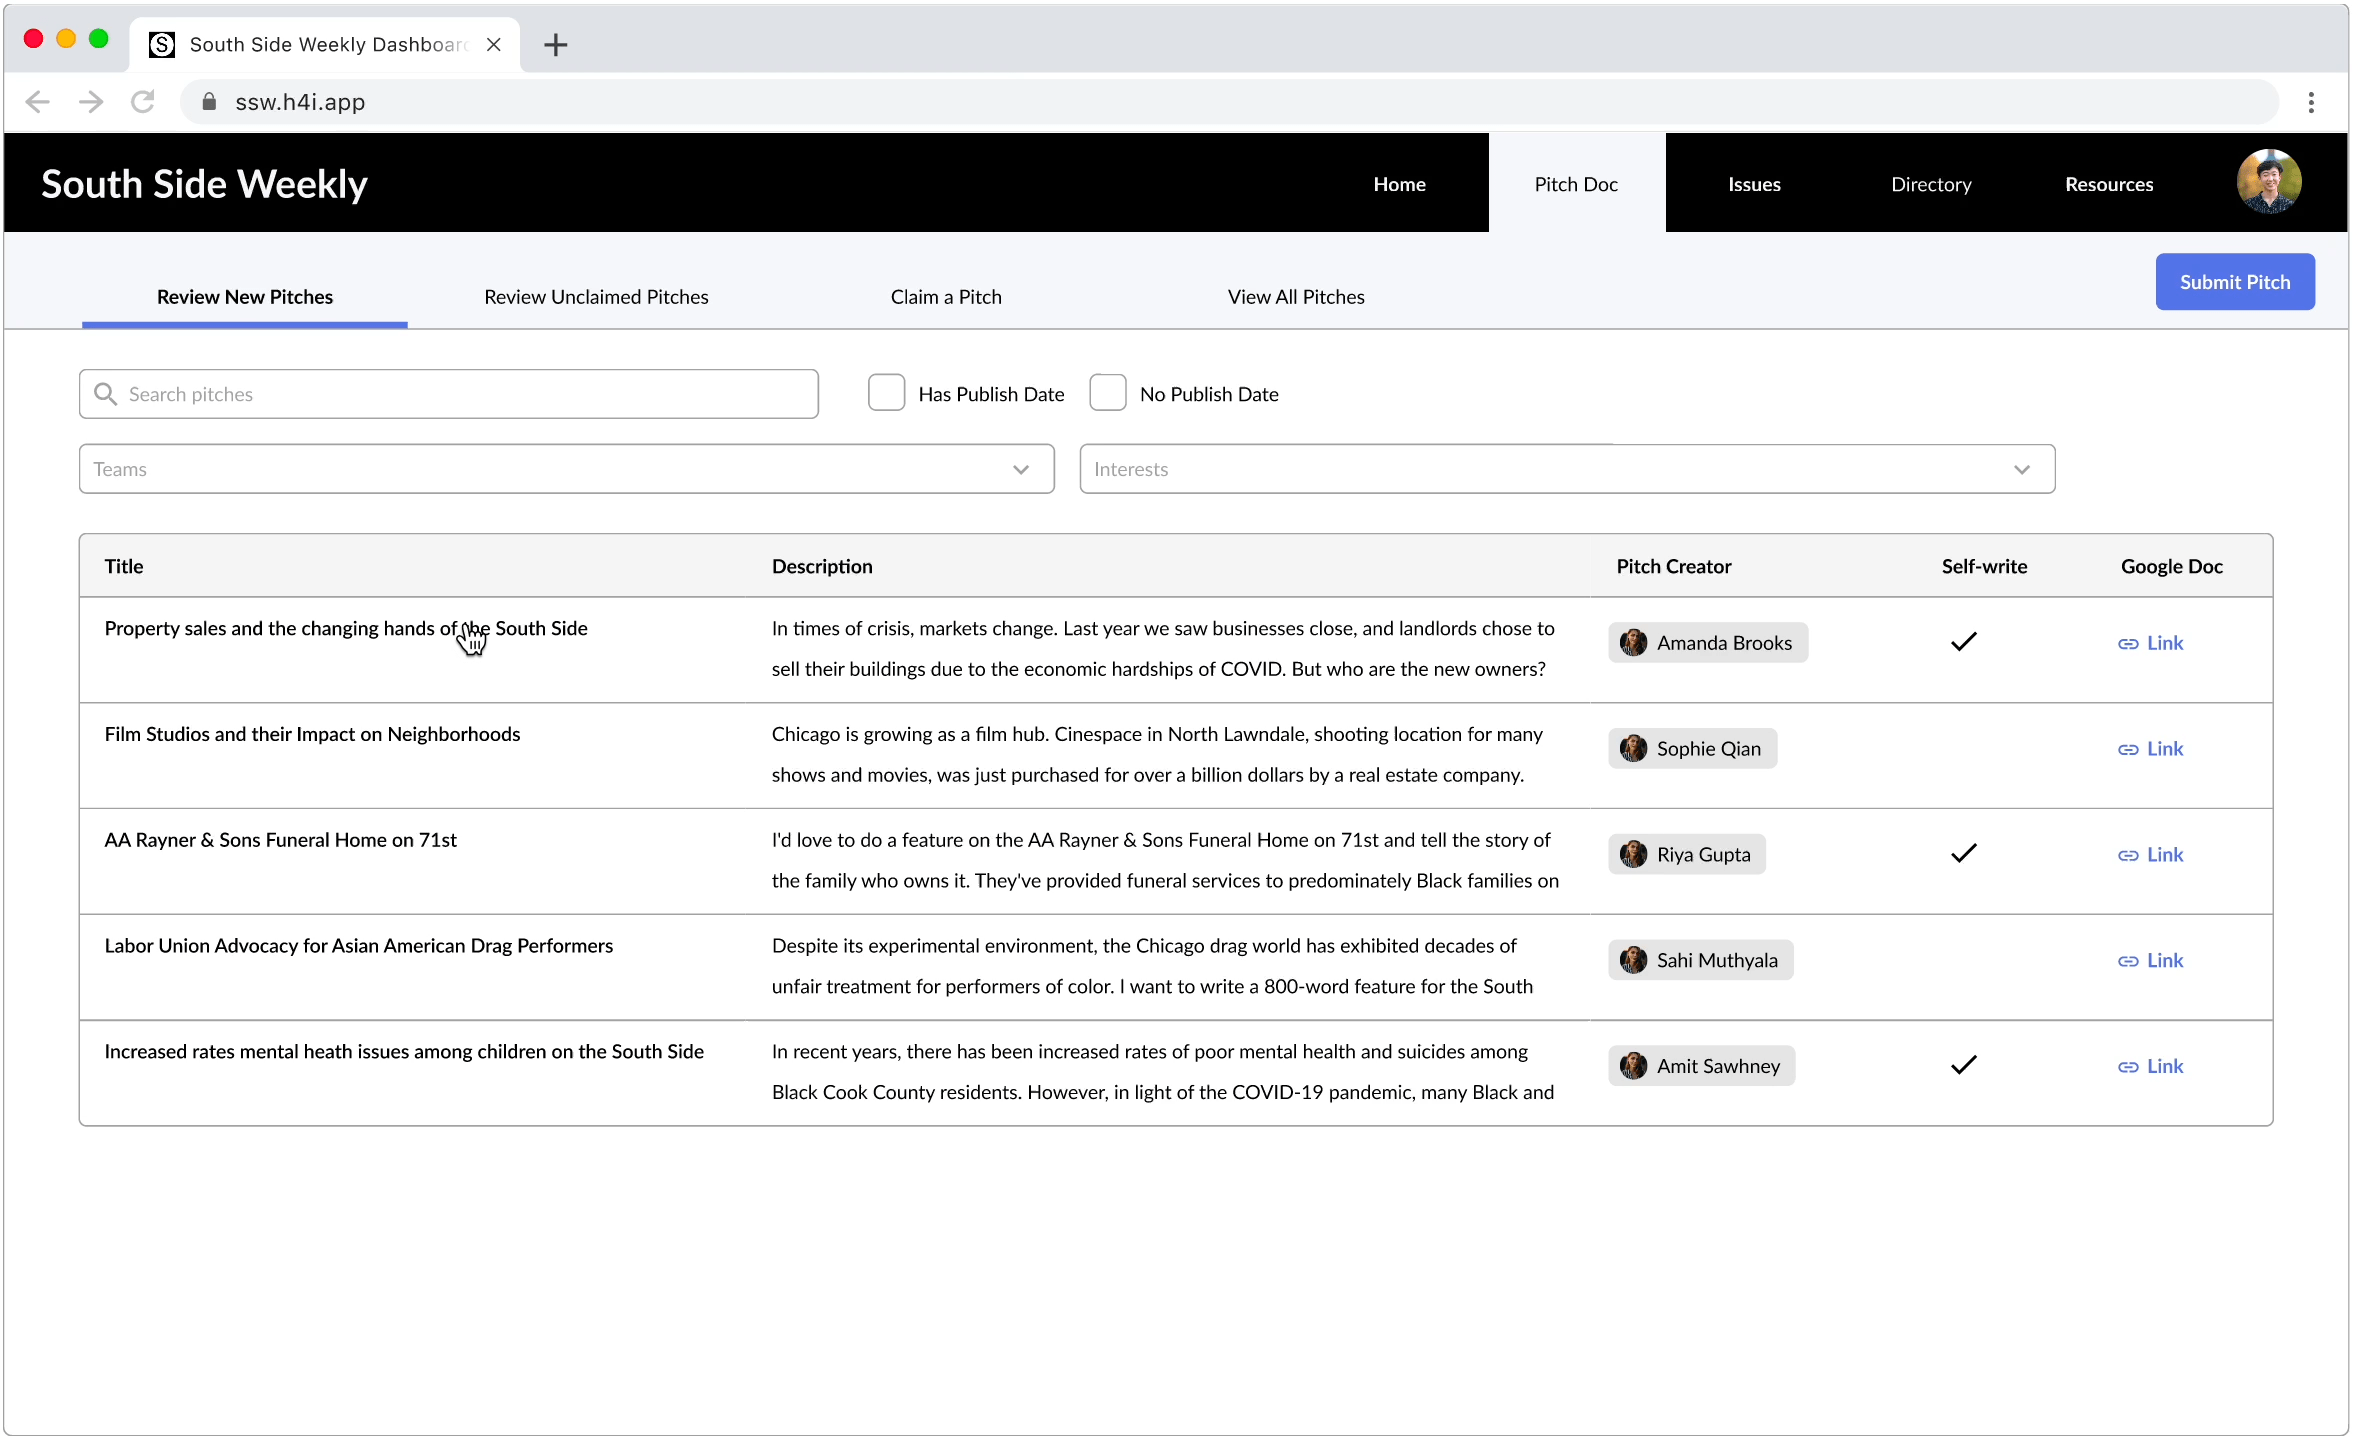 South Side Weekly Dashboard
ssw.h4i.app
South Side Weekly
Home
Pitch Doc
Issues
Directory
Resources
Review New Pitches
Review Unclaimed Pitches
Claim a Pitch
View All Pitches
Submit Pitch
Search pitches
Has Publish Date
No Publish Date
Teams
Interests
Title
Description
Pitch Creator
Self-write
Google Doc
Property sales and the changing hands of the South Side
In times of crisis, markets change. Last year we saw businesses close, and landlords chose to
sell their buildings due to the economic hardships of COVID. But who are the new owners?
Amanda Brooks
Link
Film Studios and their Impact on Neighborhoods
Chicago is growing as a film hub. Cinespace in North Lawndale, shooting location for many
shows and movies, was just purchased for over a billion dollars by a real estate company.
Sophie Qian
Link
AA Rayner & Sons Funeral Home on 71st
I'd love to do a feature on the AA Rayner & Sons Funeral Home on 71st and tell the story of
the family who owns it. They've provided funeral services to predominately Black families on
Riya Gupta
Link
Labor Union Advocacy for Asian American Drag Performers
Despite its experimental environment, the Chicago drag world has exhibited decades of
unfair treatment for performers of color. I want to write a 800-word feature for the South
Sahi Muthyala
Link
Increased rates mental heath issues among children on the South Side
In recent years, there has been increased rates of poor mental health and suicides among
Black Cook County residents. However, in light of the COVID-19 pandemic, many Black and
Amit Sawhney
Link